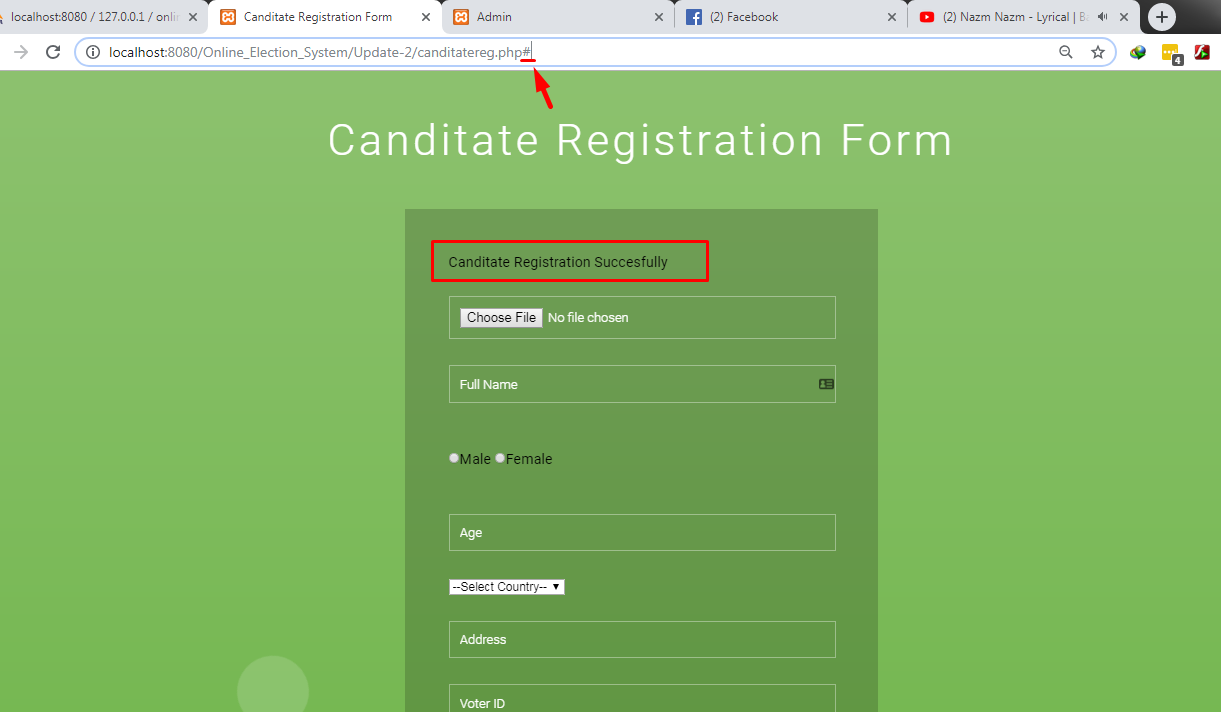 localhost:8080 / 127.0.0.1 / onlin
Canditate Registration Form
Admin
(2) Facebook
(2) Nazm Nazm - Lyrical | B
localhost:8080/Online_Election_System/Update-2/canditatereg.php#
4
Canditate Registration Form
Canditate Registration Succesfully
Choose File No file chosen
Full Name
Male Female
Age
--Select Country--
Address
Voter ID